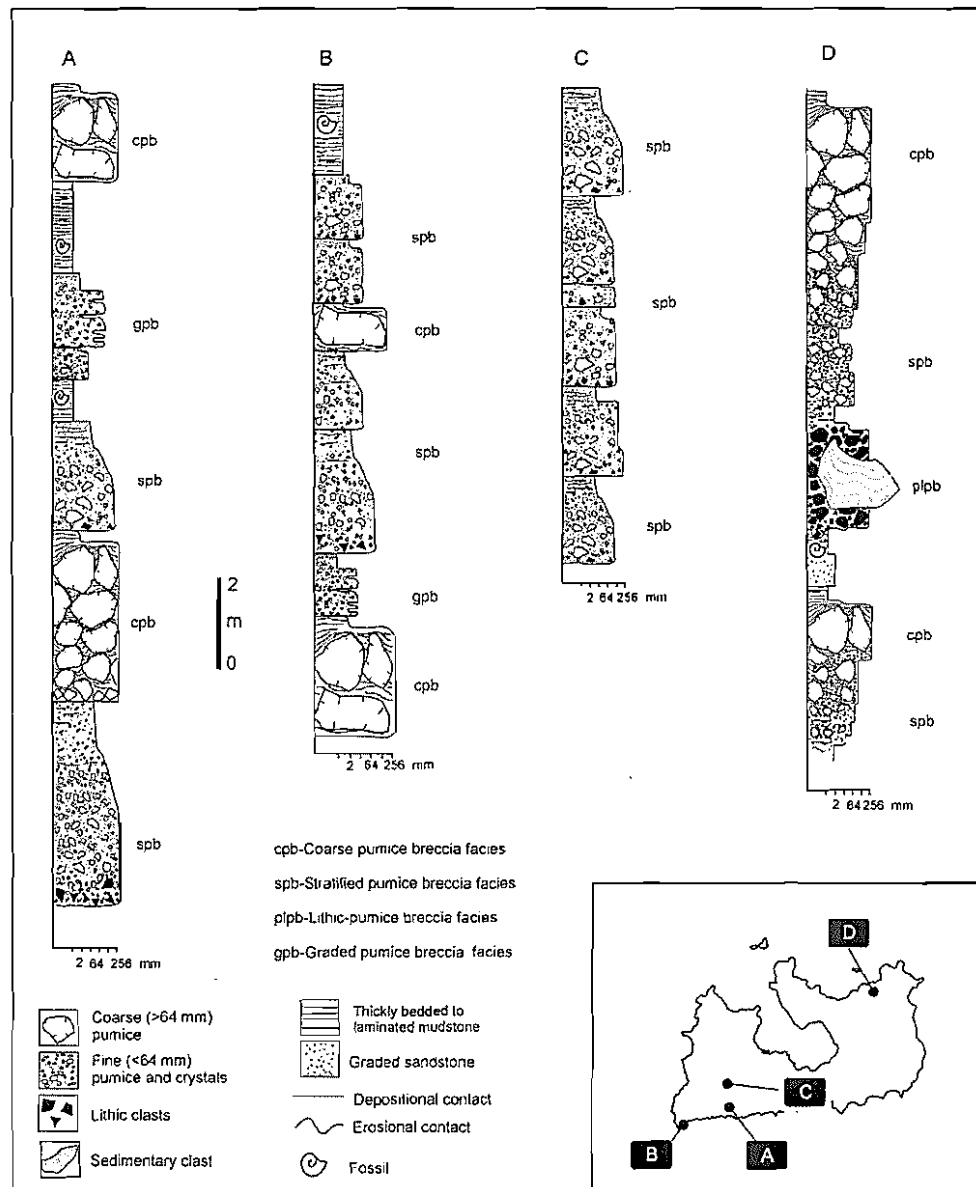 A
B
C
D
cpb
gpb
spb
cpb
spb
2 64 256 mm
spb
cpb
spb
gpb
cpb
2 64 256 mm
spb
spb
spb
2 64 256 mm
cpb
spb
plpb
cpb
spb
2 64 256 mm
2
m
0
cpb-Coarse pumice breccia facies
spb-Stratified pumice breccia facies
plpb-Lithic-pumice breccia facies
gpb-Graded pumice breccia facies
Coarse (>64 mm)
pumice
Fine (<64 mm)
pumice and crystals
Lithic clasts
Sedimentary clast
Thickly bedded to
laminated mudstone
Graded sandstone
Depositional contact
Erosional contact
Fossil
D
C
B
A